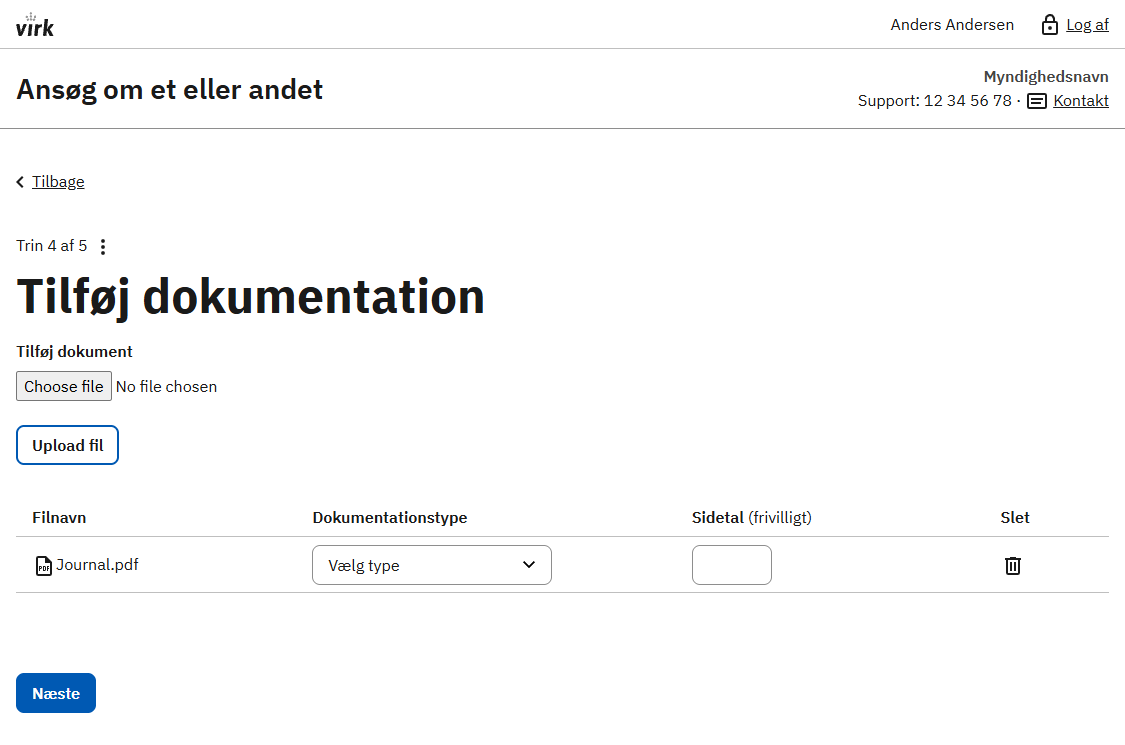 virk
Anders Andersen
Log af
Ansøg om et eller andet
Myndighedsnavn
Support: 12 34 56 78 · Kontakt
Tilbage
Trin 4 af 5
Tilføj dokumentation
Tilføj dokument
Choose file No file chosen
Upload fil
Filnavn Dokumentationstype Sidetal (frivilligt) Slet
PDF Journal.pdf Vælg type
Næste